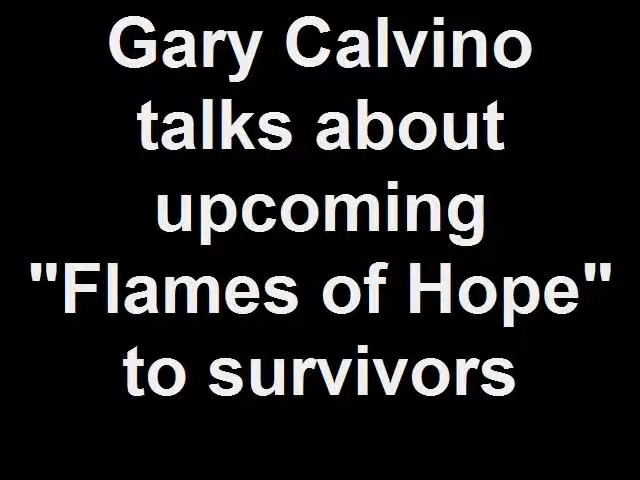 Gary Calvino
talks about
upcoming
"Flames of Hope"
to survivors